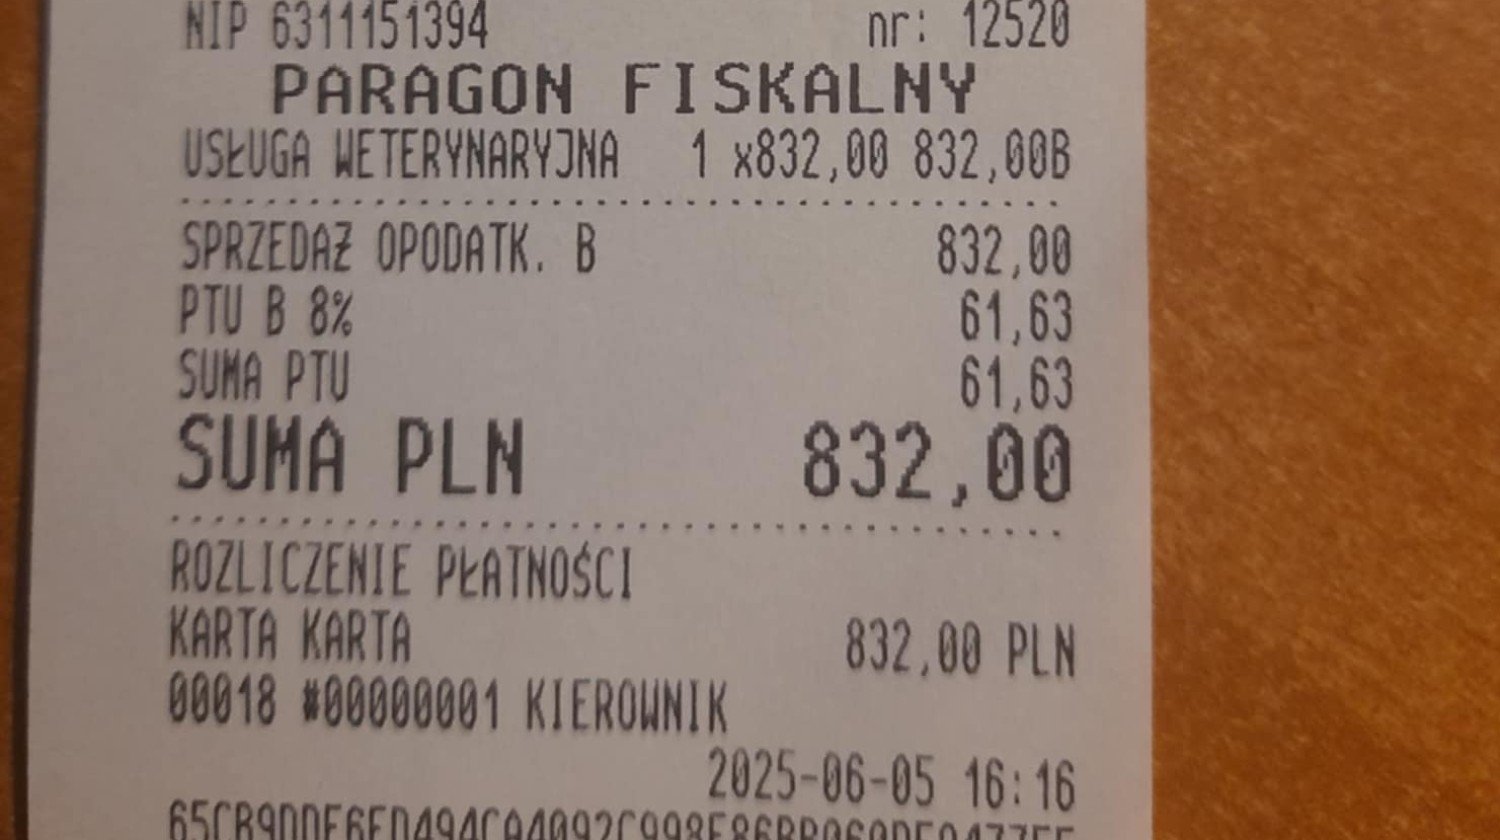 NIP 6311151394 nr: 12520
PARAGON FISKALNY
USŁUGA WETERYNARYJNA 1 x832,00 832,00B
SPRZEDAŻ OPODATK. B 832,00
PTU B 8% 61,63
SUMA PTU 61,63
SUMA PLN 832,00
ROZLICZENIE PŁATNOŚCI
KARTA KARTA 832,00 PLN
00018 #00000001 KIEROWNIK
2025-06-05 16:16